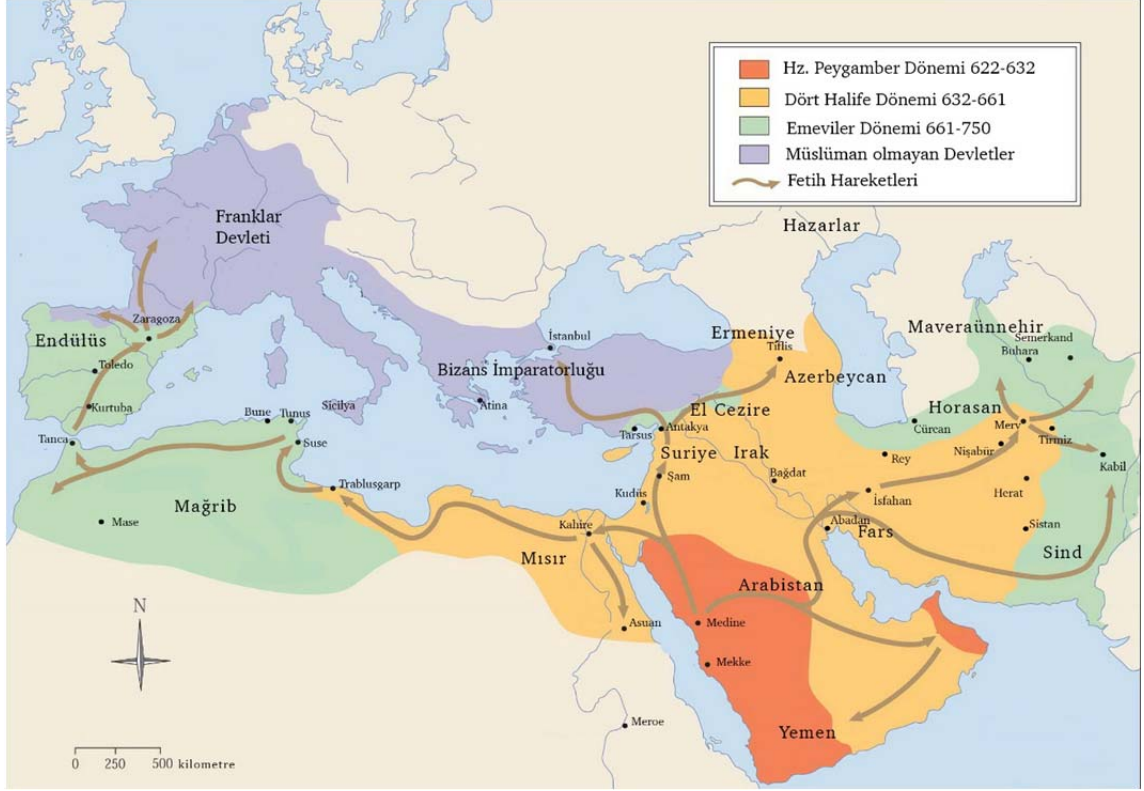 Hz. Peygamber Dönemi 622-632
Dört Halife Dönemi 632-661
Emeviler Dönemi 661-750
Müslüman olmayan Devletler
Fetih Hareketleri
Franklar
Devleti
Hazarlar
Zaragoza
Endülüs
Toledo
Kurtuba
Tanca
Bune
Tunus
Suse
Sicilya
Atina
İstanbul
Bizans İmparatorluğu
Ermeniye
Tiflis
Azerbeycan
Maveraünnehir
Semerkand
Buhara
El Cezire
Tarsus
Antakya
Horasan
Cürcan
Merv
Tirmiz
Nişabür
Kabil
Rey
Suriye
Irak
Şam
Bağdat
Herat
İsfahan
Kudüs
Abadan
Fars
Sistan
Sind
Trablusgarp
Mağrib
Mase
Kahire
Mısır
Asuan
Arabistan
Medine
Mekke
Yemen
Meroe
N
0 250 500 kilometre